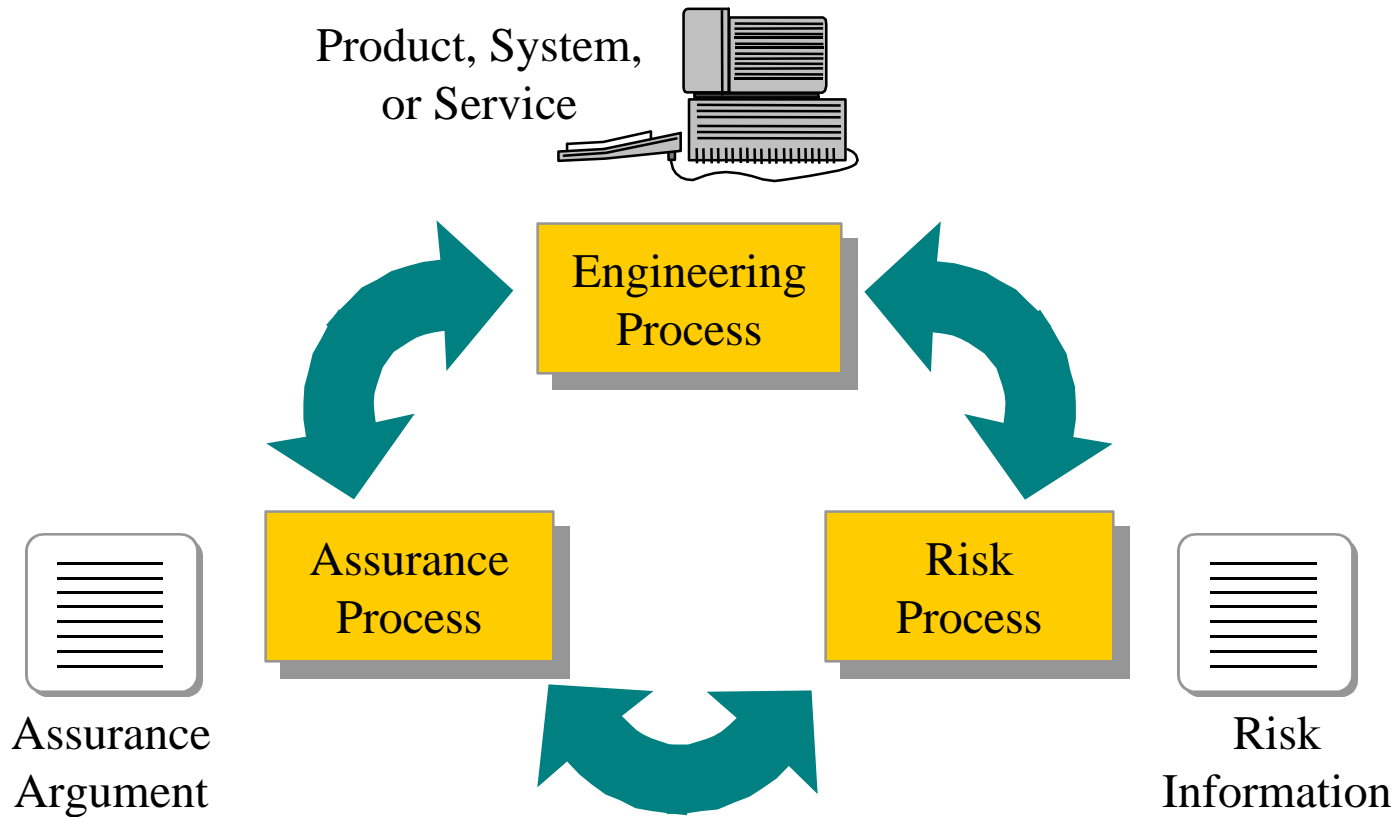 Product, System,
or Service
Engineering
Process
Assurance
Process
Risk
Process
Assurance
Argument
Risk
Information